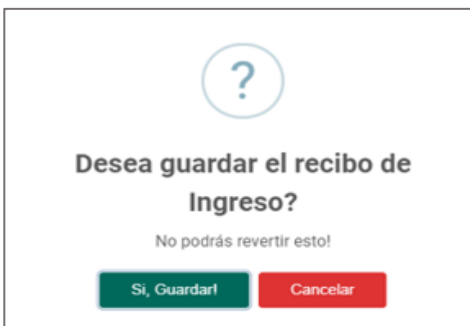 ?
Desea guardar el recibo de
Ingreso?
No podrás revertir esto!
Si, Guardar! Cancelar